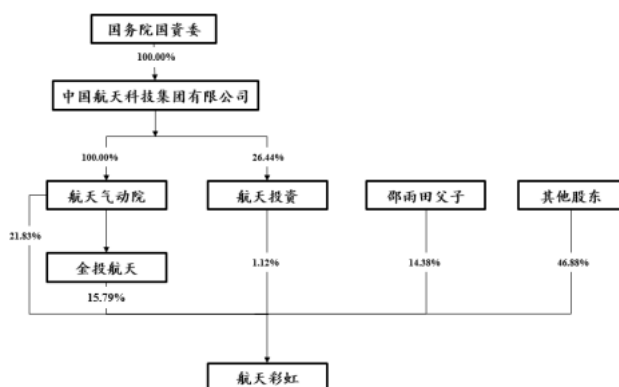 国务院国资委
100.00%
中国航天科技集团有限公司
100.00%
26.44%
航天气动院
航天投资
邵雨田父子
其他股东
21.83%
金投航天
1.12%
14.38%
46.88%
15.79%
航天彩虹